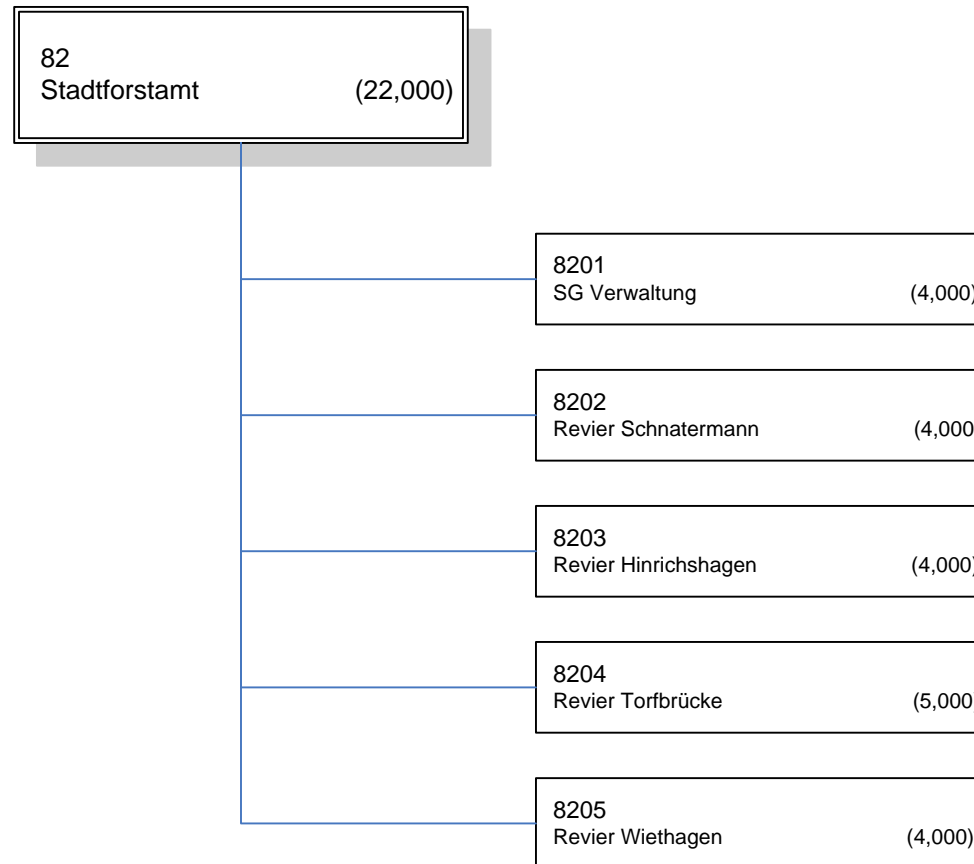 82
Stadtforstamt (22,000)
8201
SG Verwaltung (4,000)
8202
Revier Schnatermann (4,000
8203
Revier Hinrichshagen (4,000)
8204
Revier Torfbrücke (5,000
8205
Revier Wiethagen (4,000)